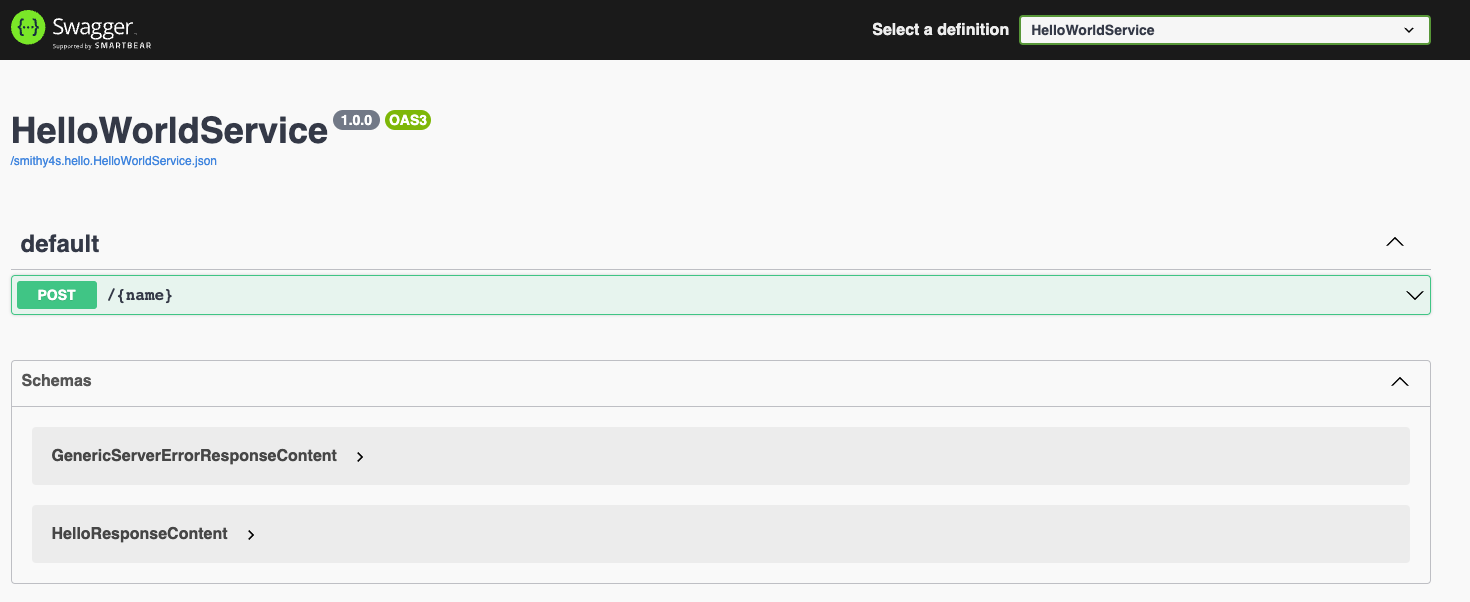 {···} Swagger
Supported by SMARTBEAR
Select a definition HelloWorldService
HelloWorldService 1.0.0 OAS3
/smithy4s.hello.HelloWorldService.json
default
POST /{name}
Schemas
GenericServerErrorResponseContent
HelloResponseContent